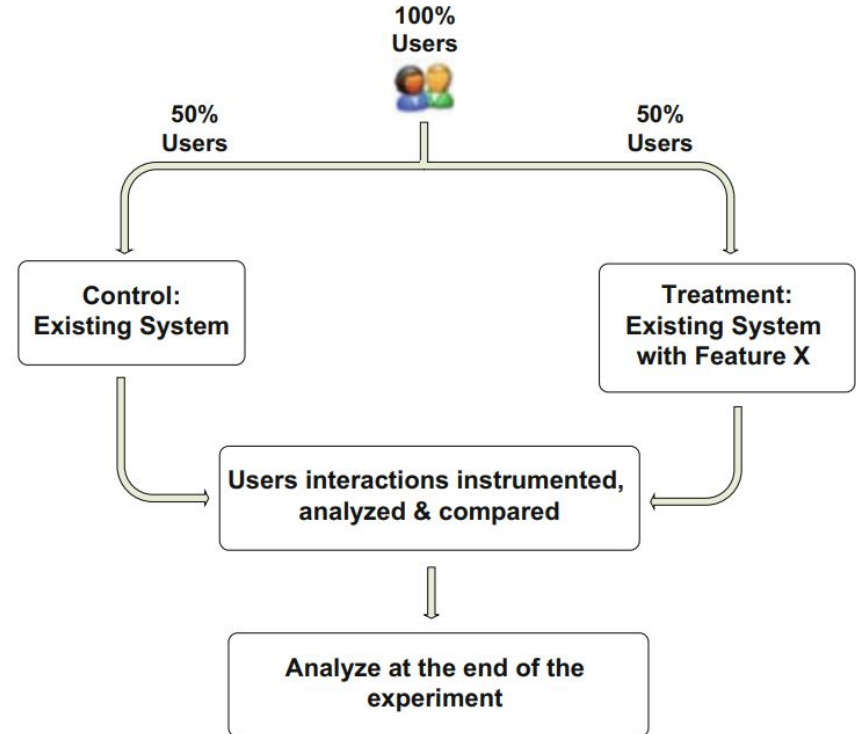 100%
Users
50%
Users
50%
Users
Control:
Existing System
Treatment:
Existing System
with Feature X
Users interactions instrumented,
analyzed & compared
Analyze at the end of the
experiment